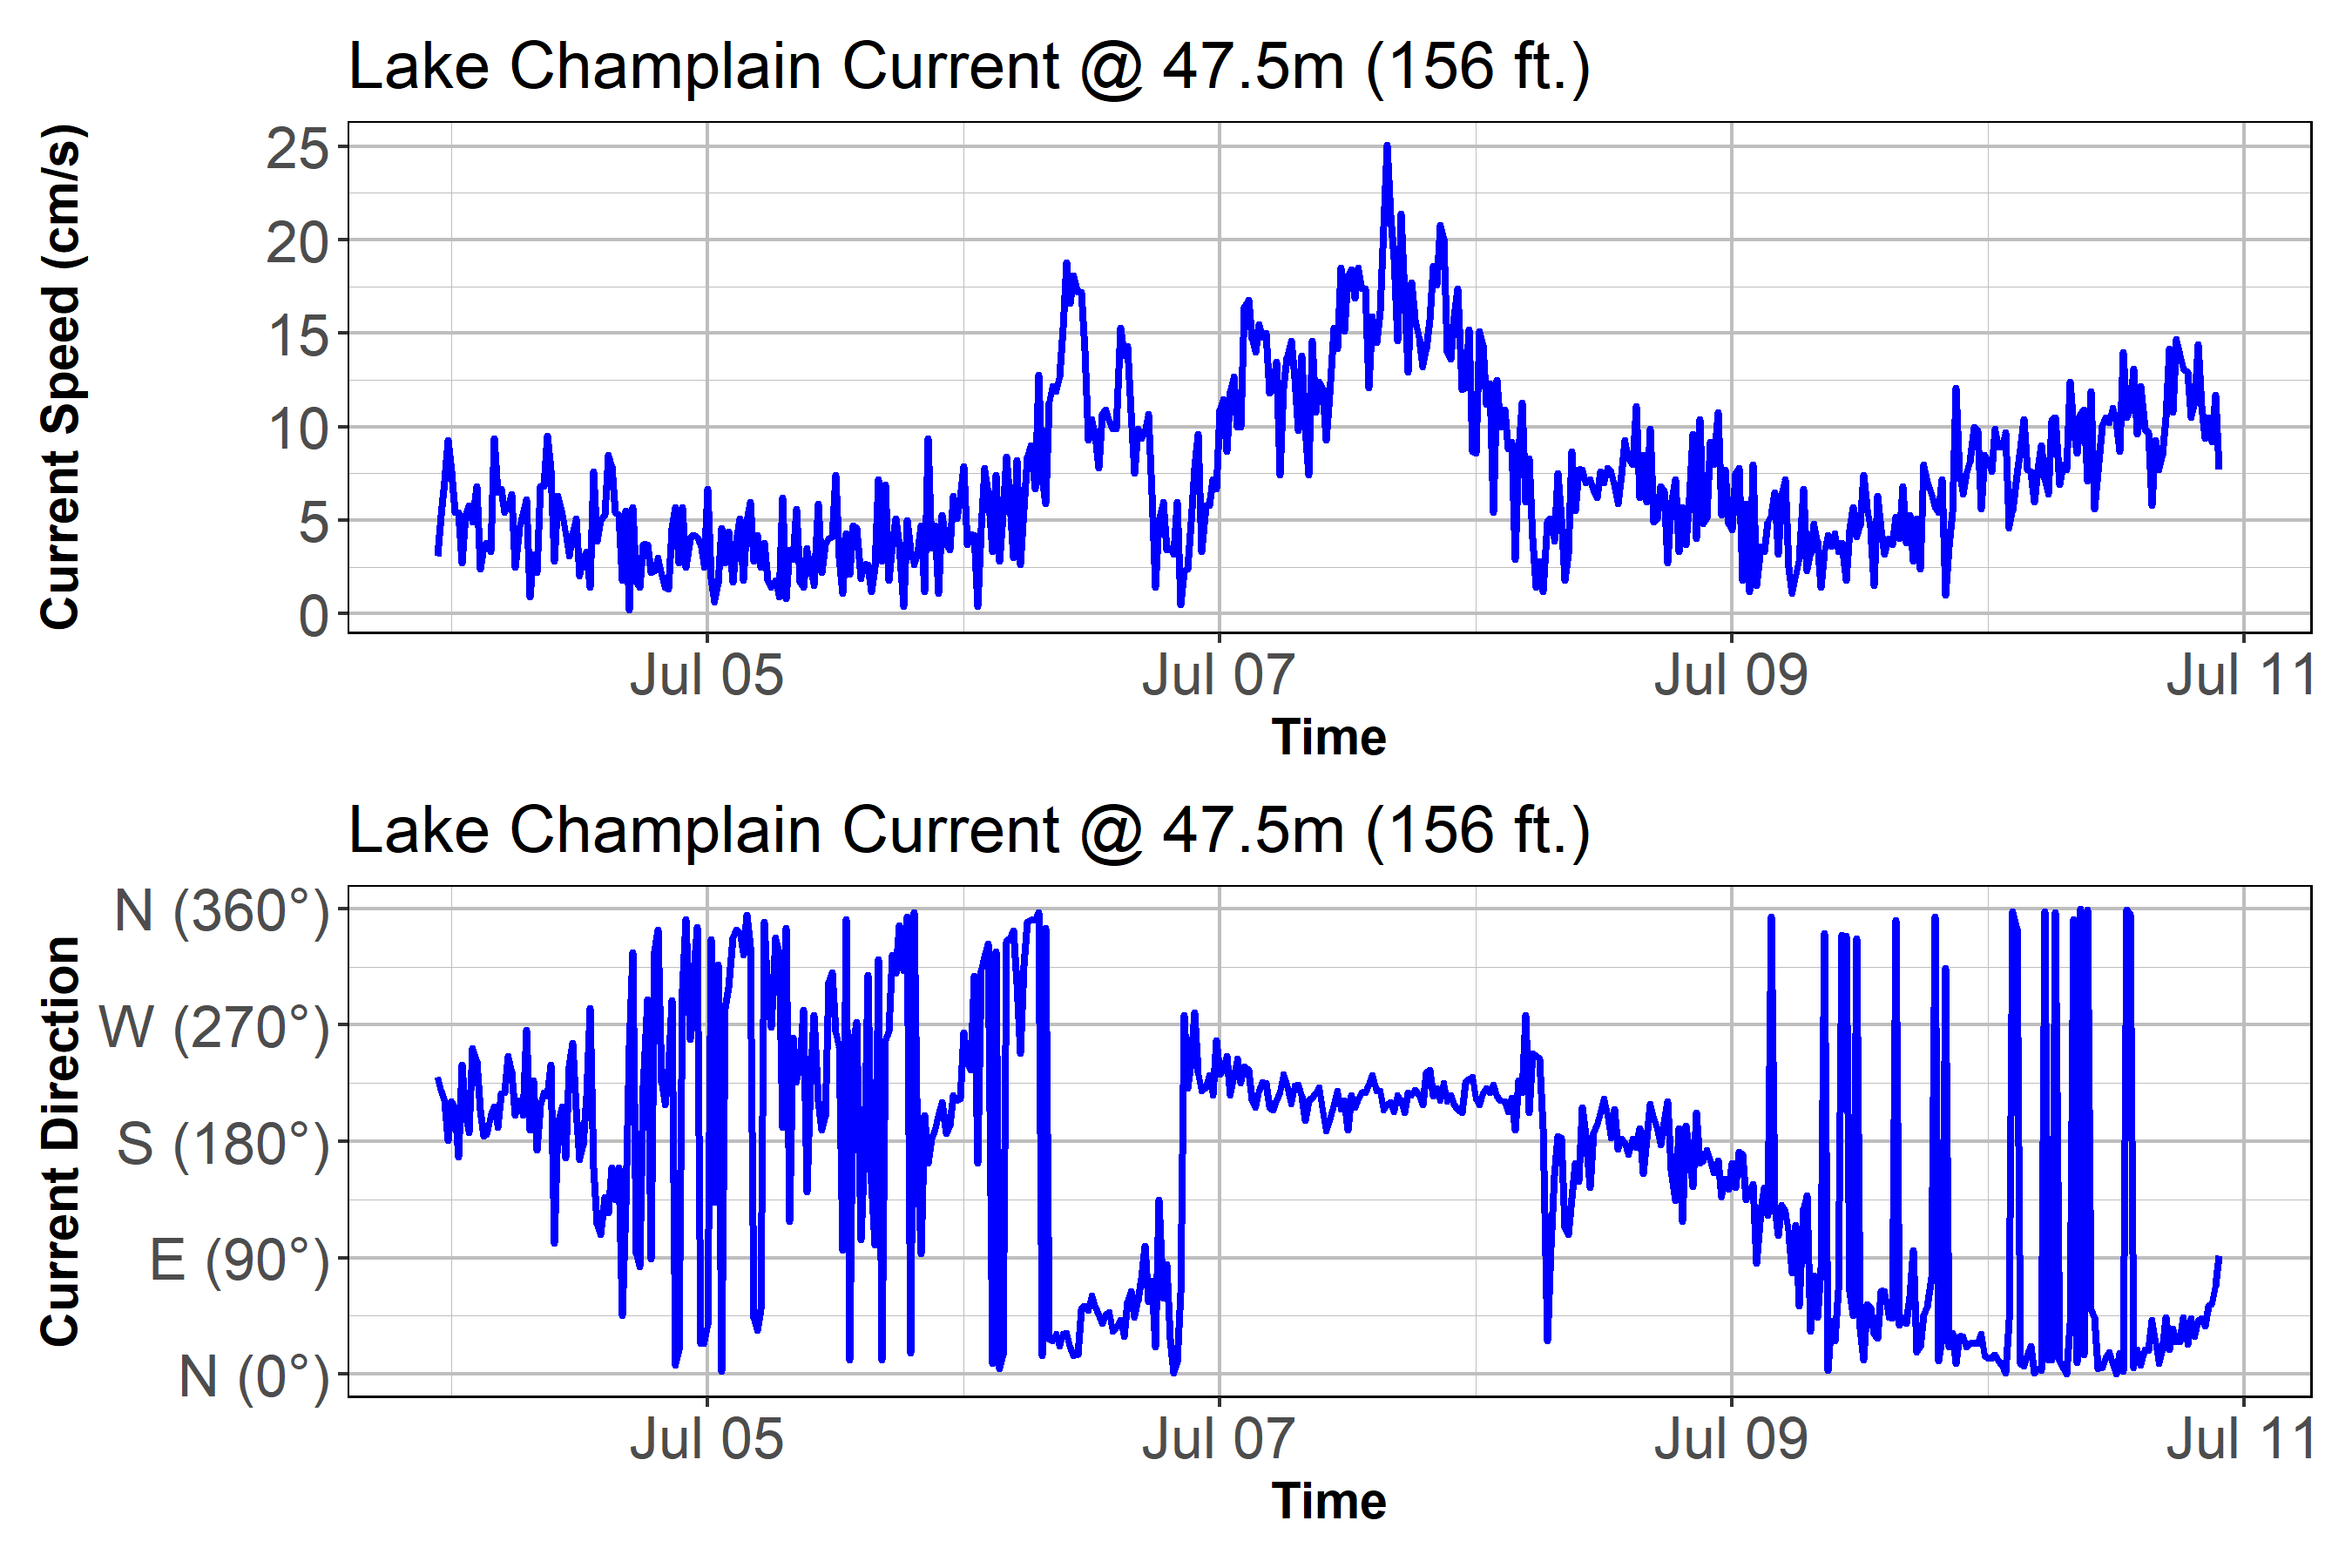 Lake Champlain Current @ 47.5m (156 ft.)
Current Speed (cm/s)
25
20
15
10
5
0
Jul 05 Jul 07 Jul 09 Jul 11
Time
Lake Champlain Current @ 47.5m (156 ft.)
Current Direction
N (360°)
W (270°)
S (180°)
E (90°)
N (0°)
Jul 05 Jul 07 Jul 09 Jul 11
Time